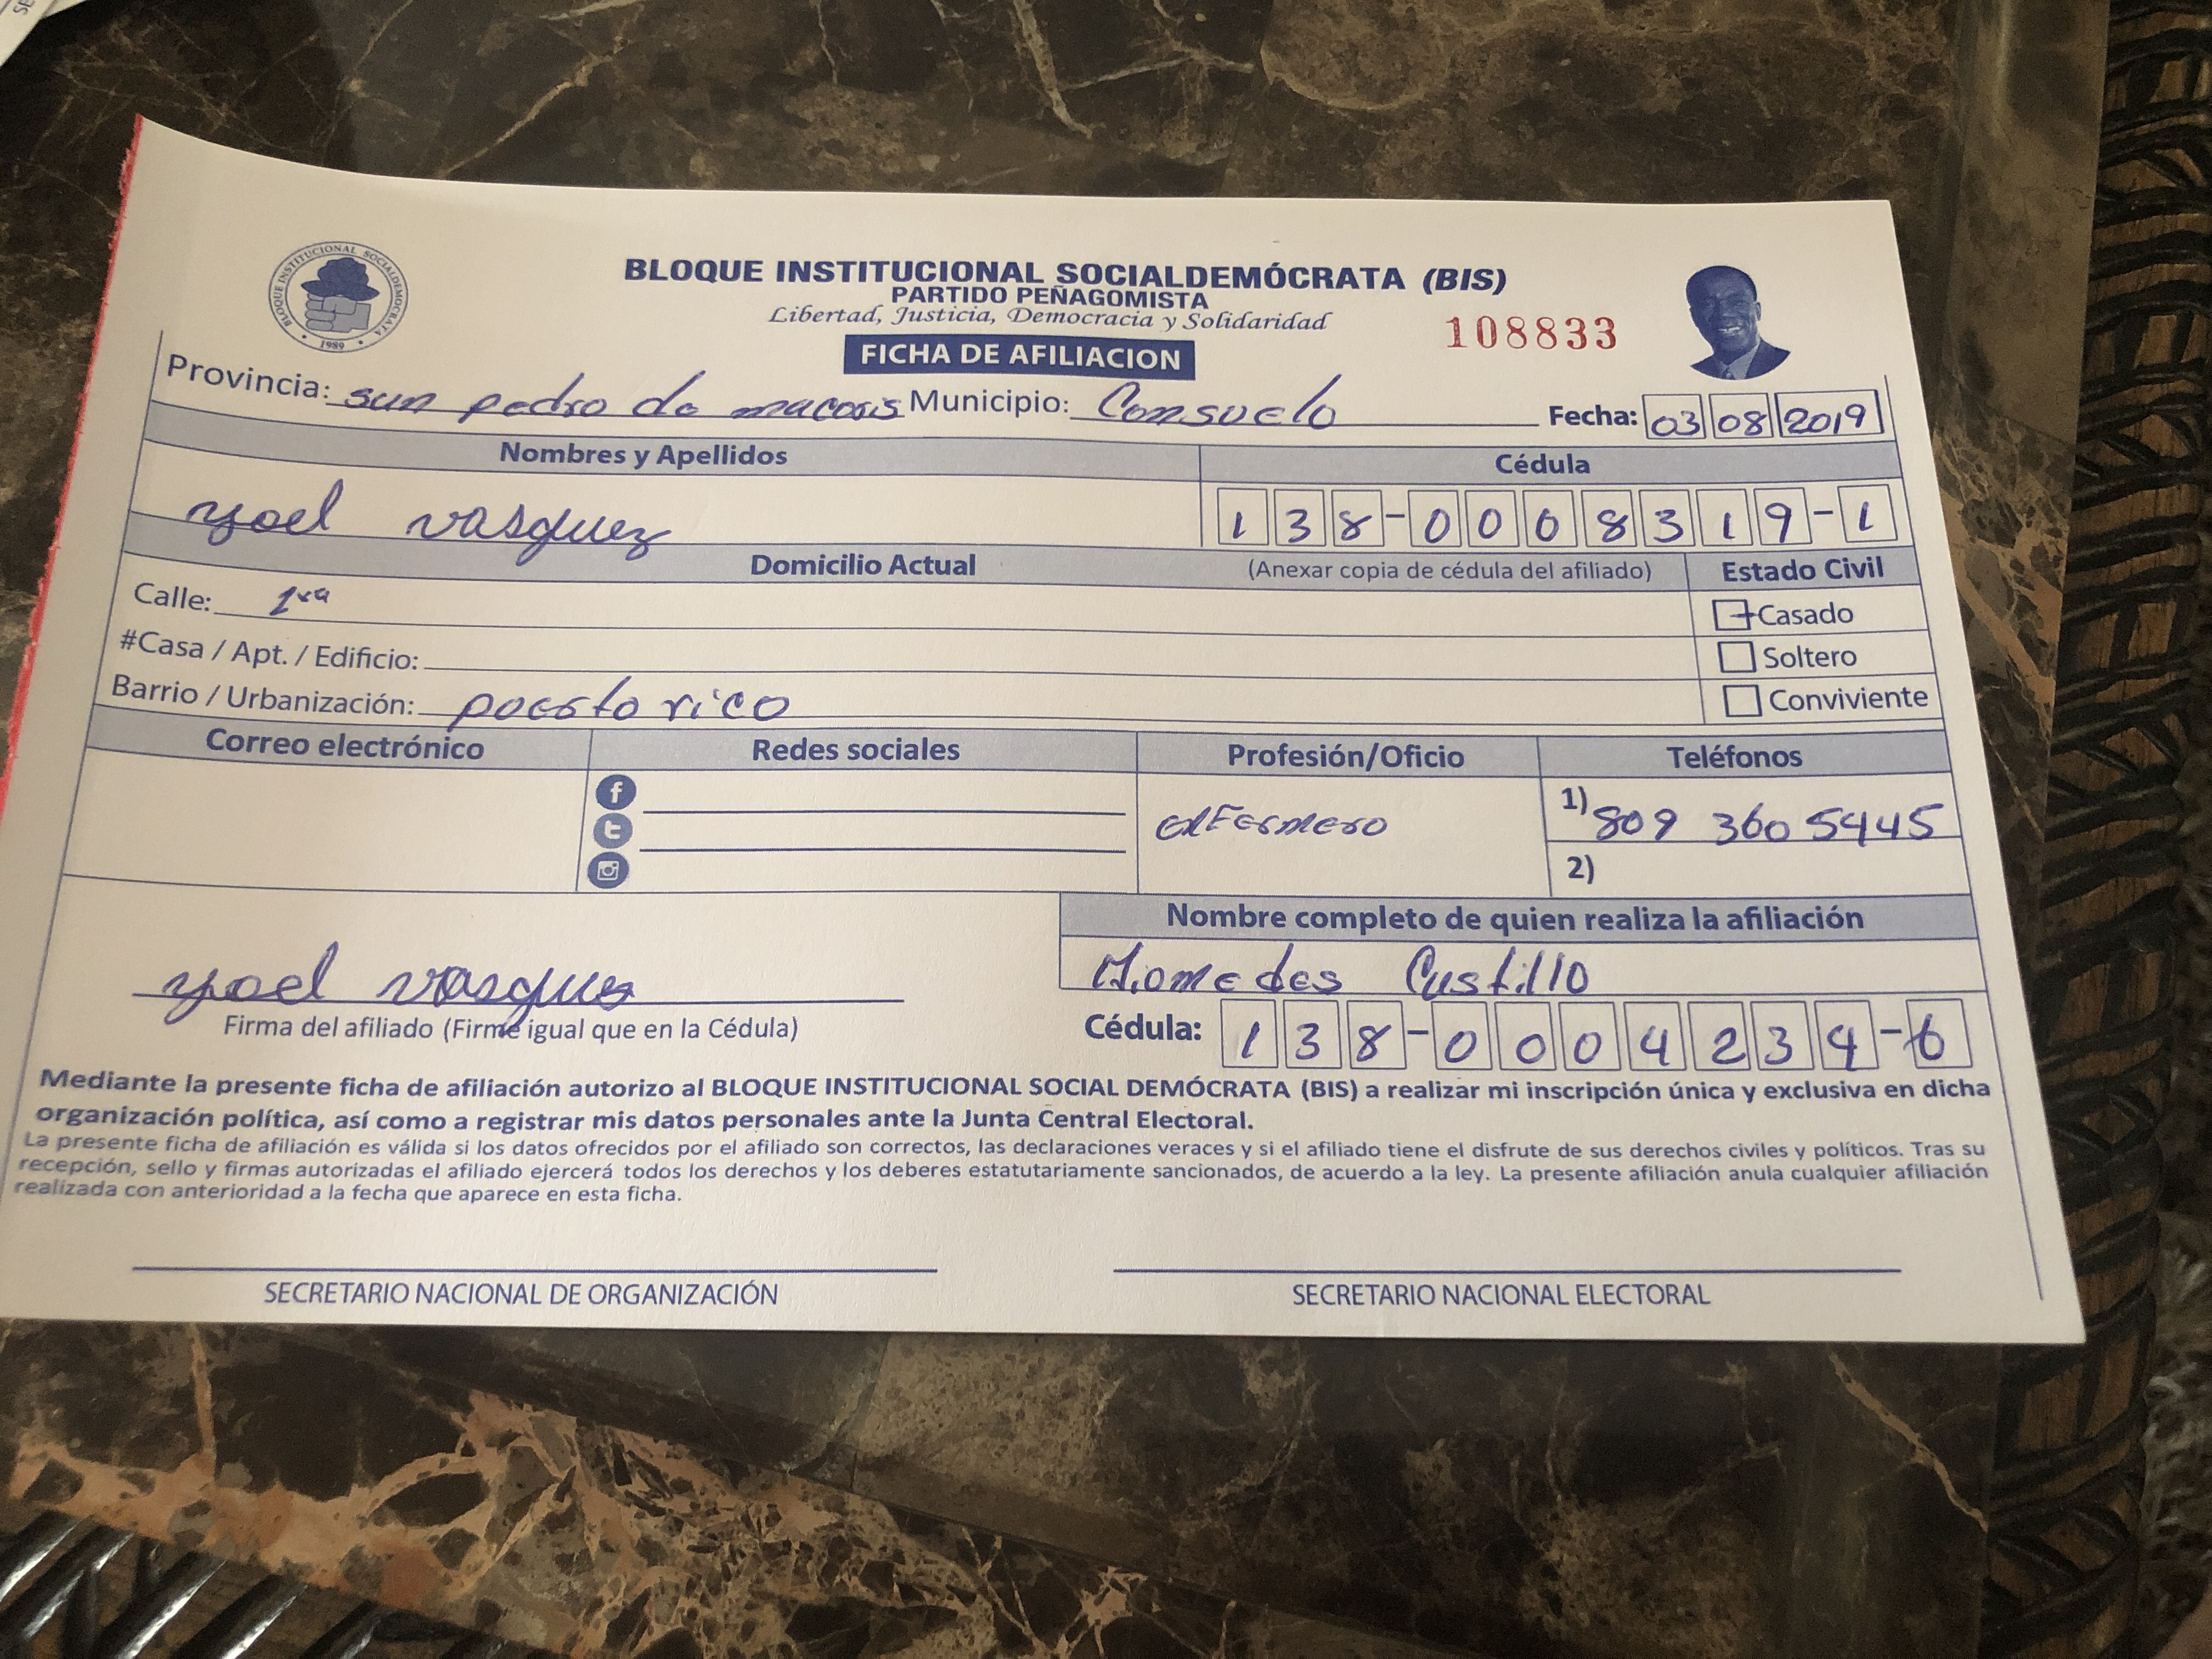 BLOQUE INSTITUCIONAL SOCIALDEMOCRATA
1989
BLOQUE INSTITUCIONAL SOCIALDEMÓCRATA (BIS)
PARTIDO PEÑAGOMISTA
Libertad, Justicia, Democracia y Solidaridad
108833
FICHA DE AFILIACION
Provincia: san pedro de macoris Municipio: Consuelo Fecha: 03 08 2019
Nombres y Apellidos Cédula
yoel vasquez 138-0008319-1
Domicilio Actual (Anexar copia de cédula del afiliado) Estado Civil
Calle: 1ra Casado
#Casa / Apt. / Edificio: Soltero
Barrio / Urbanización: puesto rico Conviviente
Correo electrónico Redes sociales Profesión/Oficio Teléfonos
enFermero 1) 809 360 5445
2)
Nombre completo de quien realiza la afiliación
yoel vasquez Diomedes Castillo
Firma del afiliado (Firme igual que en la Cédula) Cédula: 138-0004234-6
Mediante la presente ficha de afiliación autorizo al BLOQUE INSTITUCIONAL SOCIAL DEMÓCRATA (BIS) a realizar mi inscripción única y exclusiva en dicha
organización política, así como a registrar mis datos personales ante la Junta Central Electoral.
La presente ficha de afiliación es válida si los datos ofrecidos por el afiliado son correctos, las declaraciones veraces y si el afiliado tiene el disfrute de sus derechos civiles y políticos. Tras su
recepción, sello y firmas autorizadas el afiliado ejercerá todos los derechos y los deberes estatutariamente sancionados, de acuerdo a la ley. La presente afiliación anula cualquier afiliación
realizada con anterioridad a la fecha que aparece en esta ficha.
SECRETARIO NACIONAL DE ORGANIZACIÓN SECRETARIO NACIONAL ELECTORAL